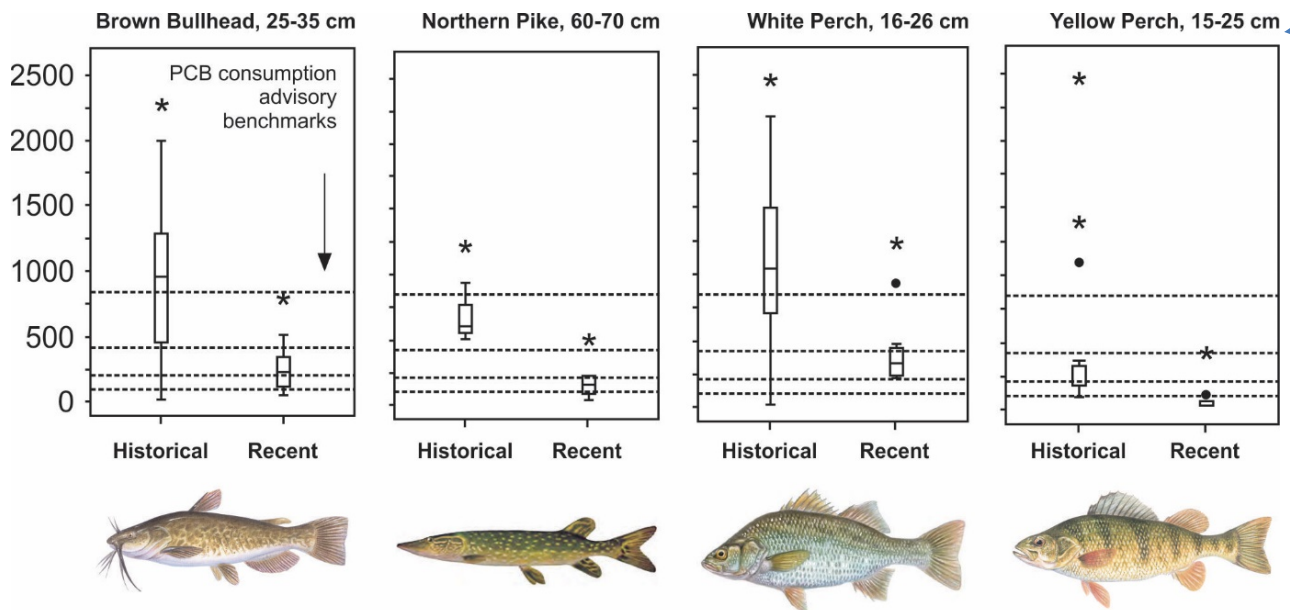 Brown Bullhead, 25-35 cm
Northern Pike, 60-70 cm
White Perch, 16-26 cm
Yellow Perch, 15-25 cm
2500
2000
1500
1000
500
0
PCB consumption
advisory
benchmarks
Historical Recent
Historical Recent
Historical Recent
Historical Recent